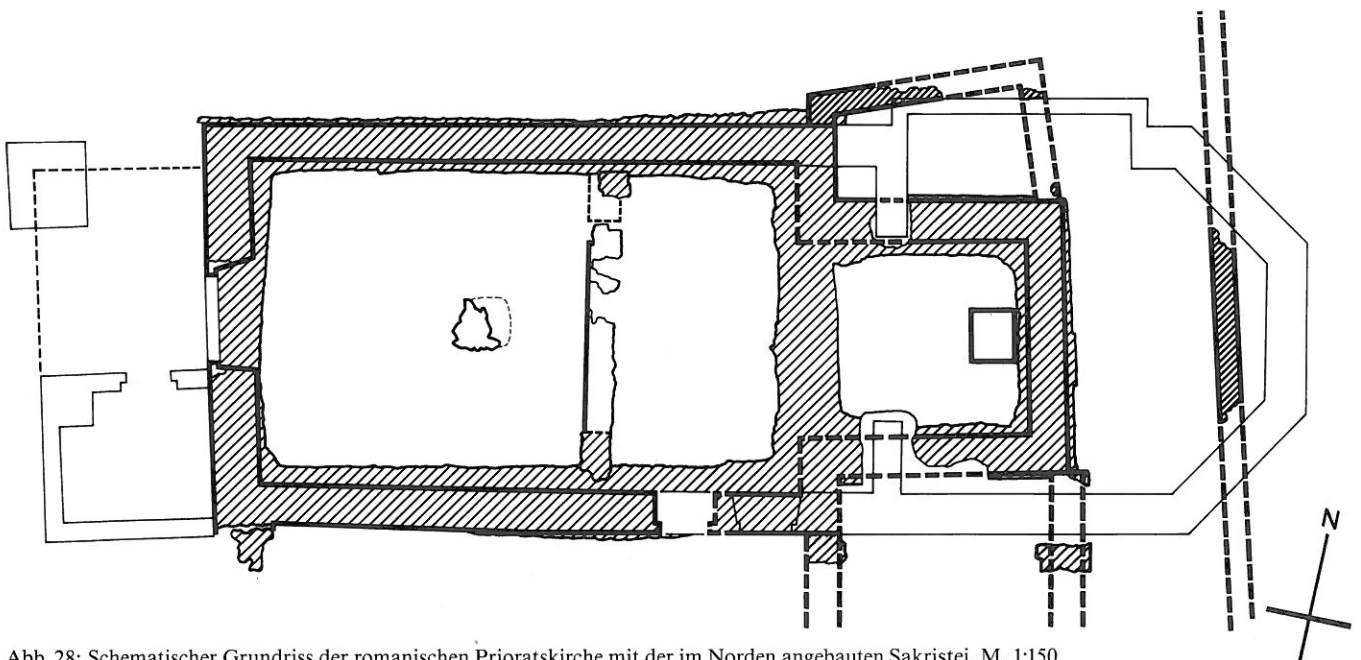 N
Abb. 28: Schematischer Grundriss der romanischen Prioratskirche mit der im Norden angebauten Sakristei. M. 1:150.